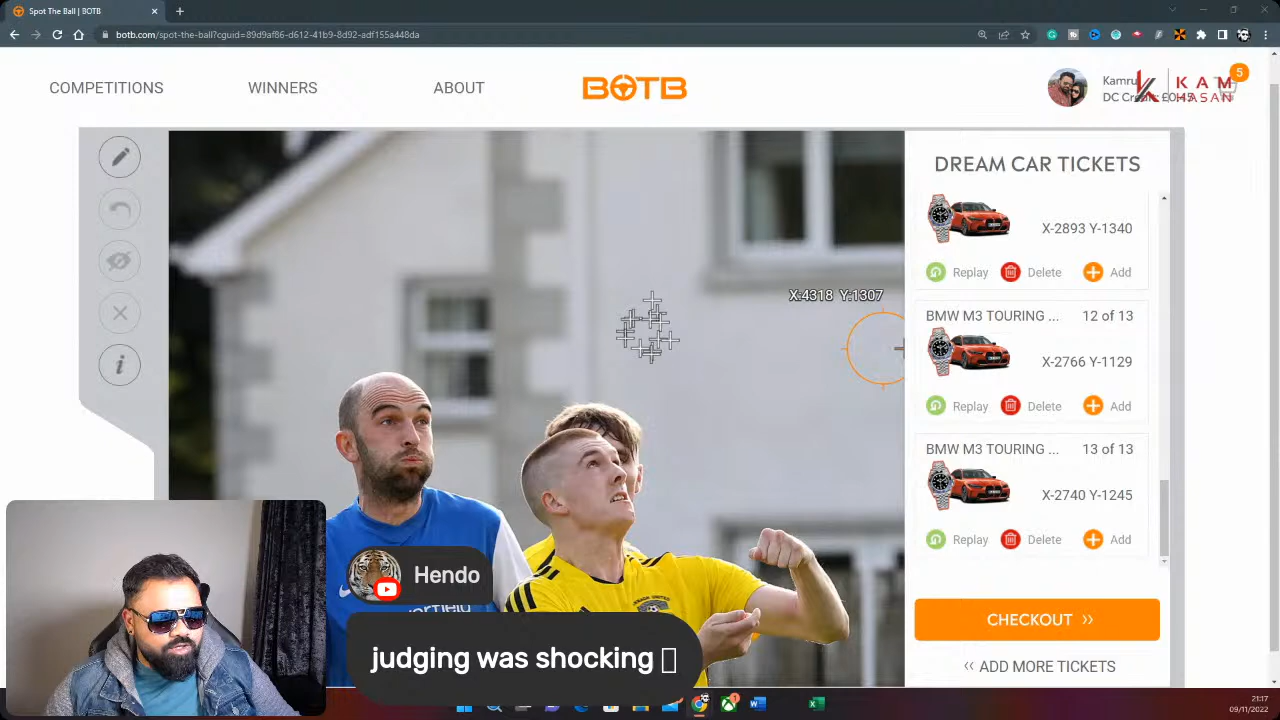 Spot The Ball | BOTB
botb.com/spot-the-ball?cguid=89d9af86-d612-41b9-8d92-adf155a448da
COMPETITIONS
WINNERS
ABOUT
BOTB
Kamru
DC
5
KAM
HASAN
X:4318 Y:1307
DREAM CAR TICKETS
X-2893 Y-1340
Replay Delete Add
BMW M3 TOURING ... 12 of 13
X-2766 Y-1129
Replay Delete Add
BMW M3 TOURING ... 13 of 13
X-2740 Y-1245
Replay Delete Add
CHECKOUT >>
<< ADD MORE TICKETS
Hendo
judging was shocking
21:17
09/11/2022